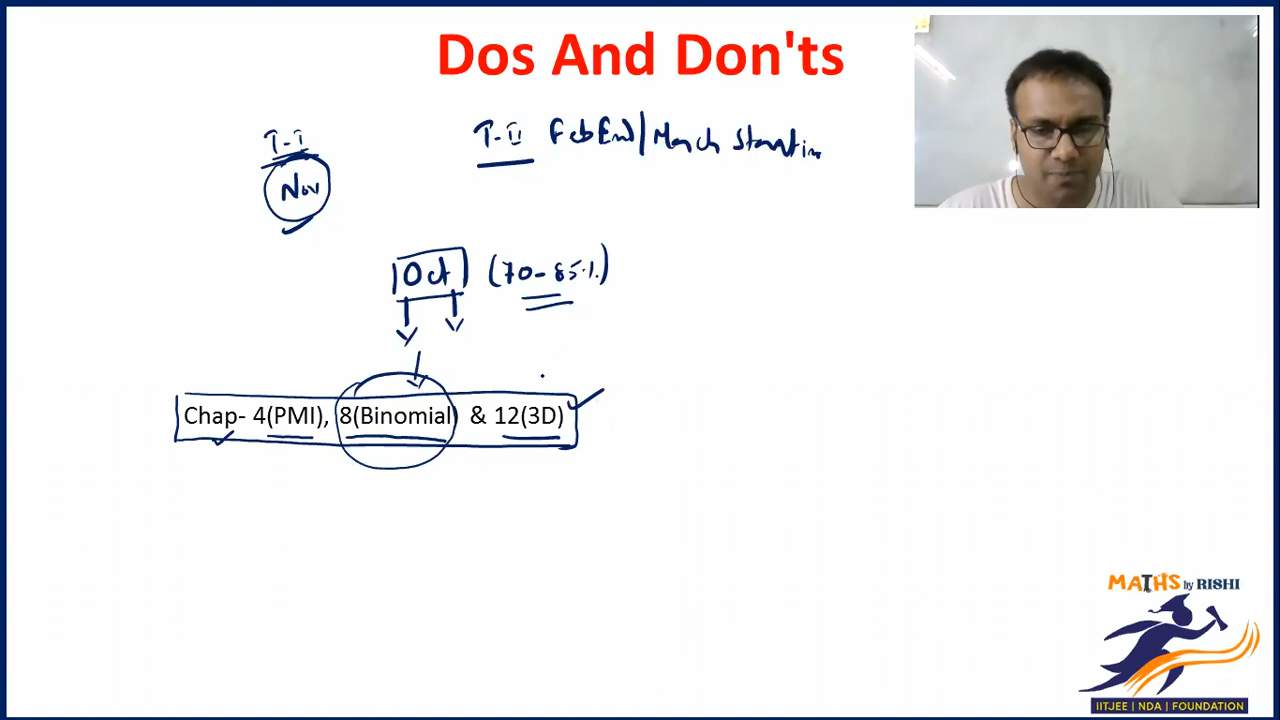 Dos And Don'ts
T-I
T-II Feb End/March Starting
Nov
Oct (70-85%)
Chap- 4(PMI), 8(Binomial) & 12(3D)
MATHS by RISHI
IITJEE | NDA | FOUNDATION